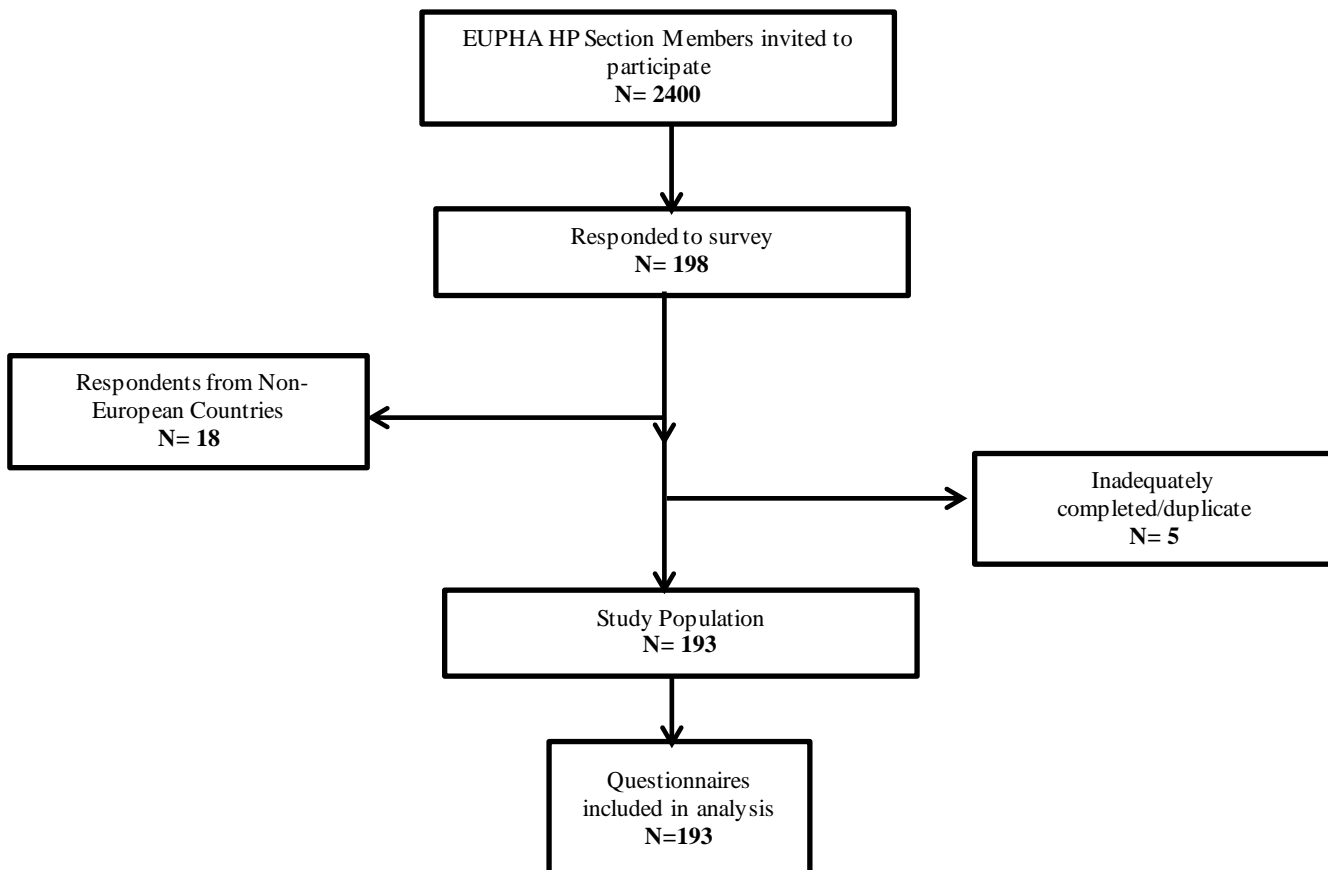 EUPHA HP Section Members invited to
participate
N= 2400
Responded to survey
N= 198
Respondents from Non-
European Countries
N= 18
Inadequately
completed/duplicate
N= 5
Study Population
N= 193
Questionnaires
included in analysis
N=193